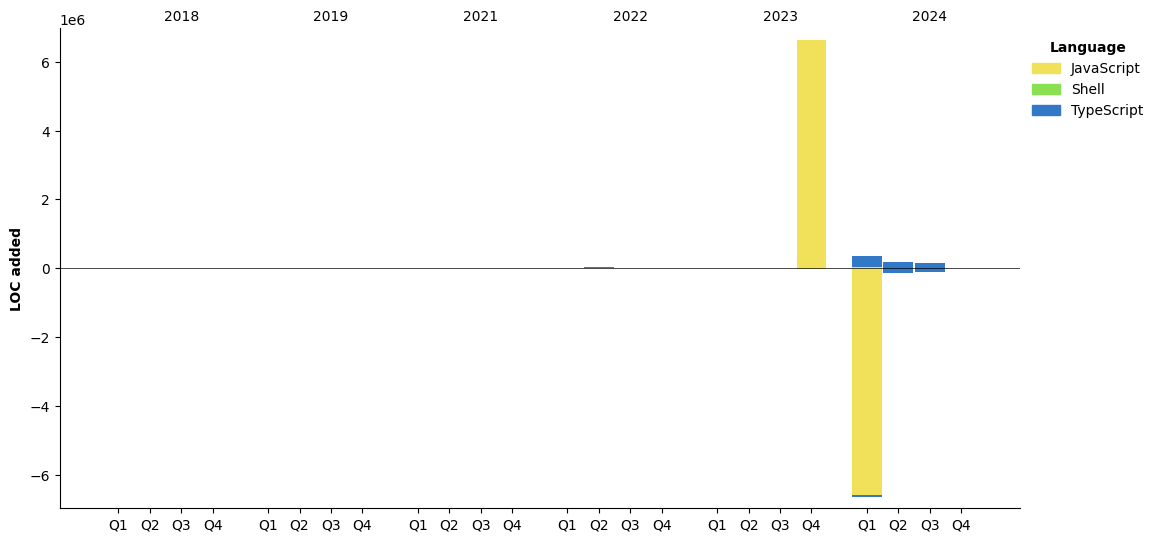 1e6
2018 2019 2021 2022 2023 2024
Language
JavaScript
Shell
TypeScript
6
4
2
0
−2
−4
−6
LOC added
Q1 Q2 Q3 Q4 Q1 Q2 Q3 Q4 Q1 Q2 Q3 Q4 Q1 Q2 Q3 Q4 Q1 Q2 Q3 Q4 Q1 Q2 Q3 Q4